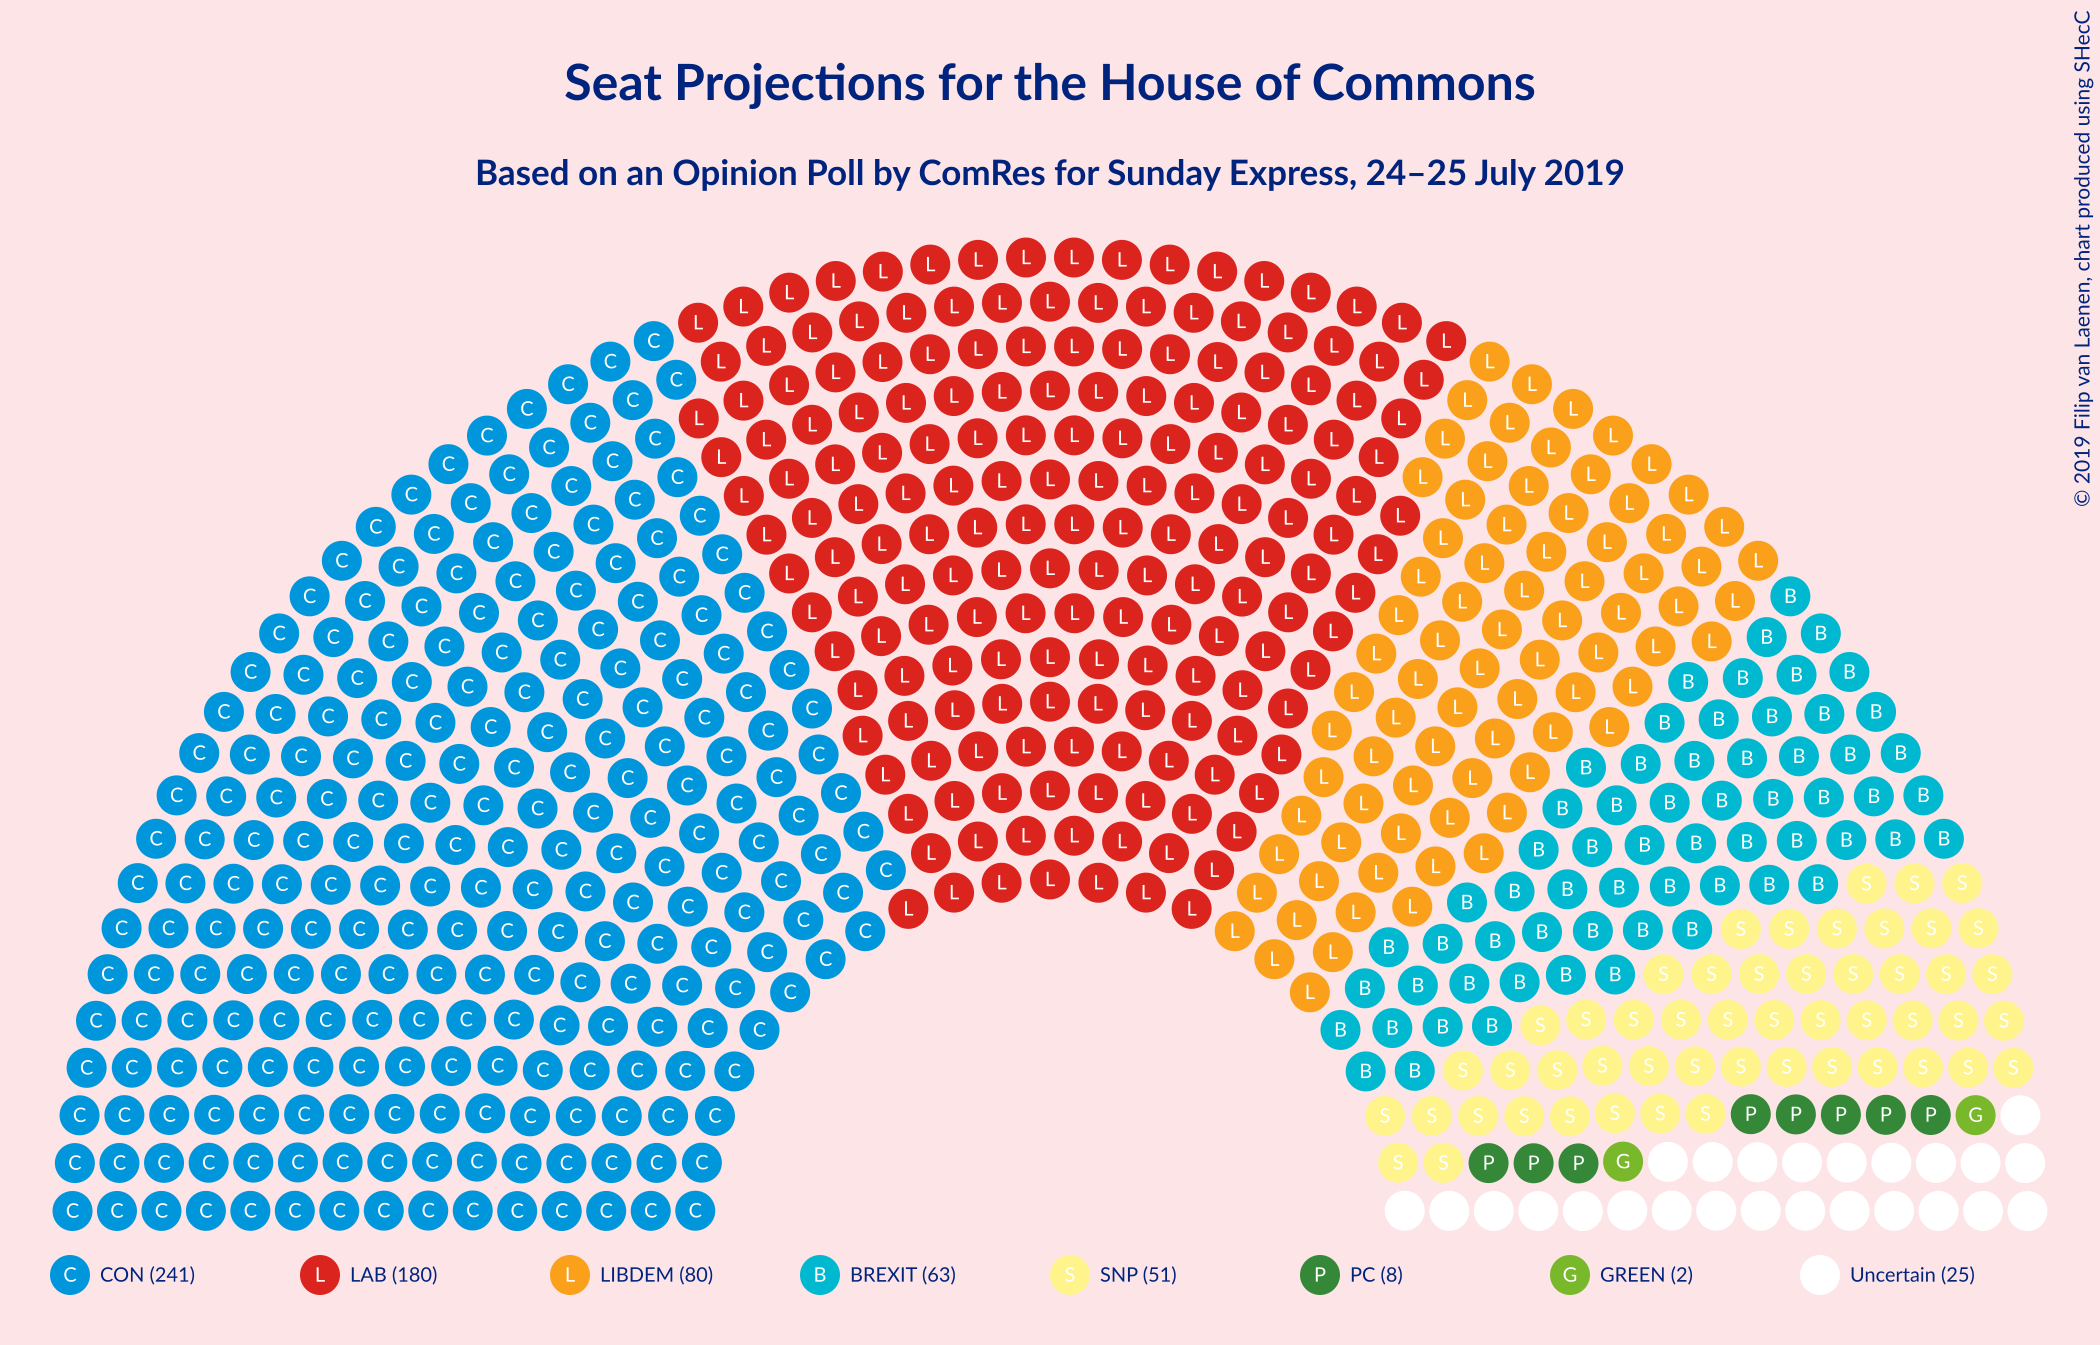 Seat Projections for the House of Commons
Based on an Opinion Poll by ComRes for Sunday Express, 24–25 July 2019
© 2019 Filip van Laenen, chart produced using SHecC
C CON (241)
L LAB (180)
L LIBDEM (80)
B BREXIT (63)
S SNP (51)
P PC (8)
G GREEN (2)
Uncertain (25)